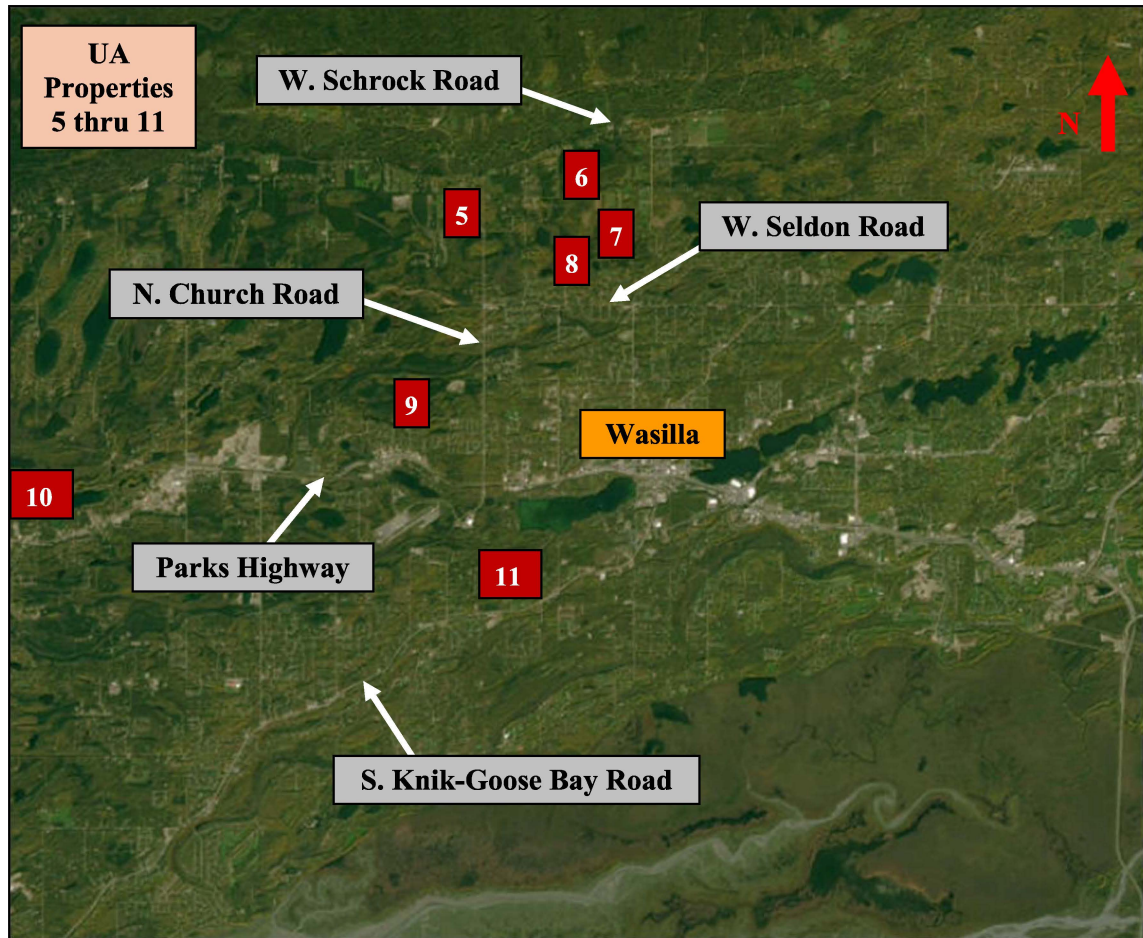 UA
Properties
5 thru 11
W. Schrock Road
N
6
5
7
W. Seldon Road
8
N. Church Road
9
Wasilla
10
Parks Highway
11
S. Knik-Goose Bay Road